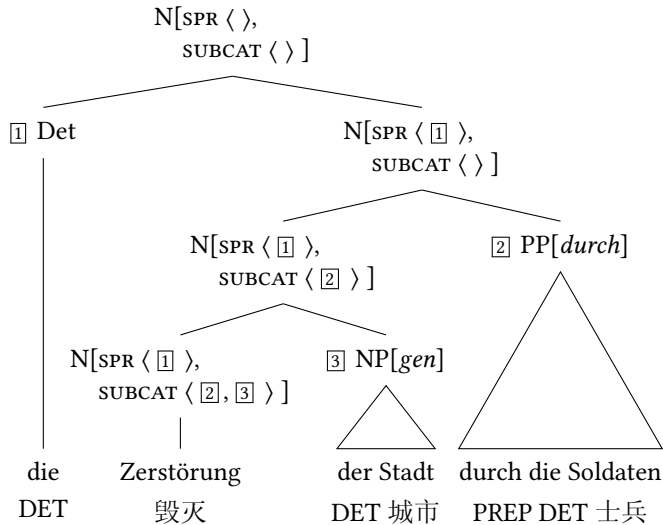 N[SPR ⟨ ⟩,
SUBCAT ⟨ ⟩ ]
1 Det
N[SPR ⟨ 1 ⟩,
SUBCAT ⟨ ⟩ ]
N[SPR ⟨ 1 ⟩,
SUBCAT ⟨ 2 ⟩ ]
2 PP[durch]
N[SPR ⟨ 1 ⟩,
SUBCAT ⟨ 2, 3 ⟩ ]
3 NP[gen]
die Zerstörung der Stadt durch die Soldaten
DET 毁灭 DET 城市 PREP DET 士兵